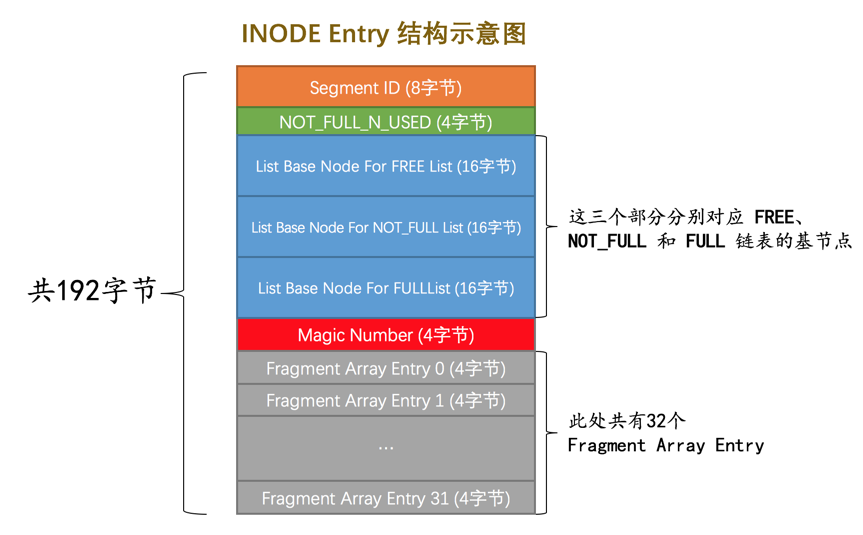 INODE Entry 结构示意图
Segment ID (8字节)
NOT_FULL_N_USED (4字节)
List Base Node For FREE List (16字节)
List Base Node For NOT_FULL List (16字节)
List Base Node For FULLList (16字节)
这三个部分分别对应 FREE、
NOT_FULL 和 FULL 链表的基节点
共192字节
Magic Number (4字节)
Fragment Array Entry 0 (4字节)
Fragment Array Entry 1 (4字节)
...
Fragment Array Entry 31 (4字节)
此处共有32个
Fragment Array Entry